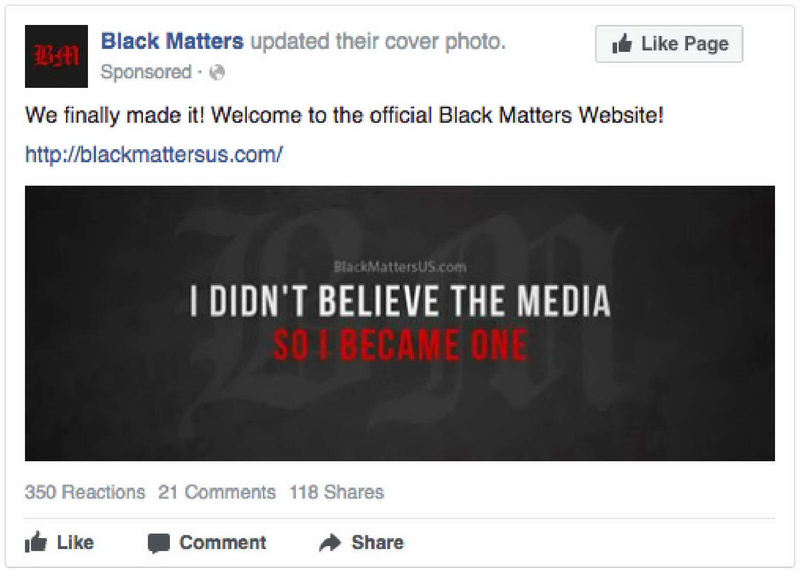 BM
Black Matters updated their cover photo.
Sponsored ·
Like Page
We finally made it! Welcome to the official Black Matters Website!
http://blackmattersus.com/
BM
BlackMattersUS.com
I DIDN'T BELIEVE THE MEDIA
SO I BECAME ONE
350 Reactions 21 Comments 118 Shares
Like Comment Share